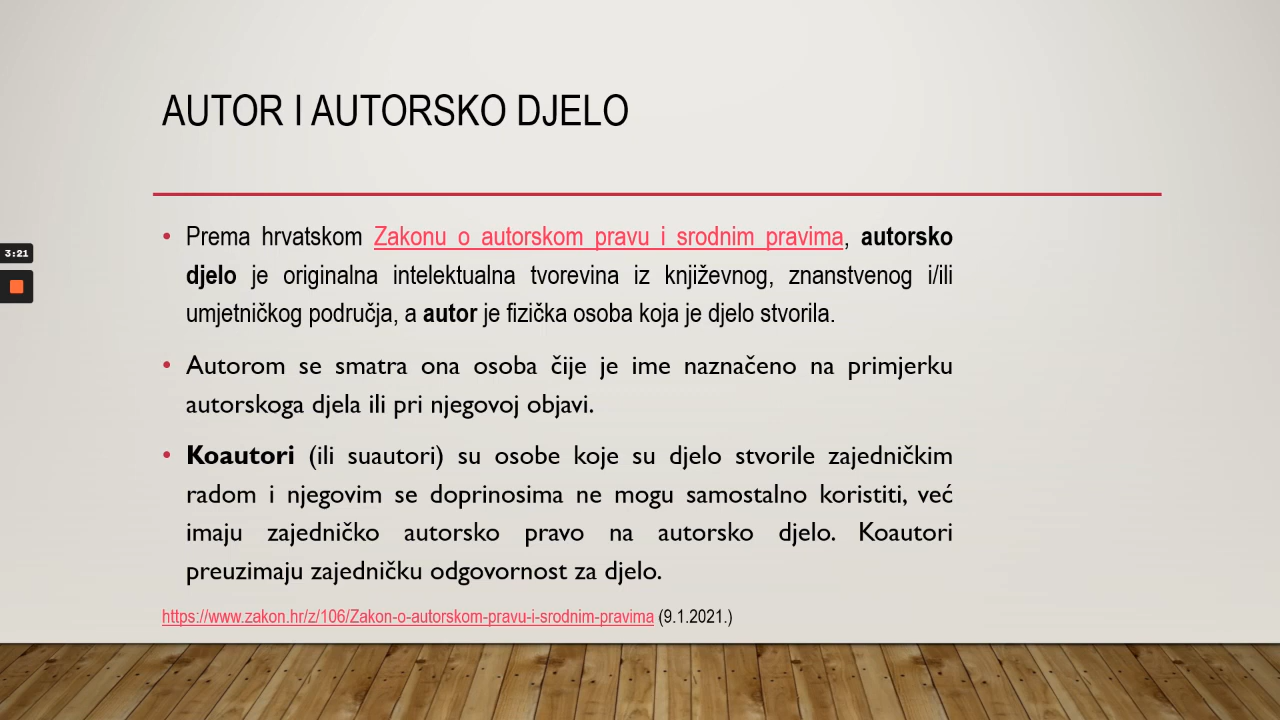 AUTOR I AUTORSKO DJELO
• Prema hrvatskom Zakonu o autorskom pravu i srodnim pravima, autorsko
djelo je originalna intelektualna tvorevina iz književnog, znanstvenog i/ili
umjetničkog područja, a autor je fizička osoba koja je djelo stvorila.
• Autorom se smatra ona osoba čije je ime naznačeno na primjerku
autorskoga djela ili pri njegovoj objavi.
• Koautori (ili suautori) su osobe koje su djelo stvorile zajedničkim
radom i njegovim se doprinosima ne mogu samostalno koristiti, već
imaju zajedničko autorsko pravo na autorsko djelo. Koautori
preuzimaju zajedničku odgovornost za djelo.
https://www.zakon.hr/z/106/Zakon-o-autorskom-pravu-i-srodnim-pravima (9.1.2021.)
3:21